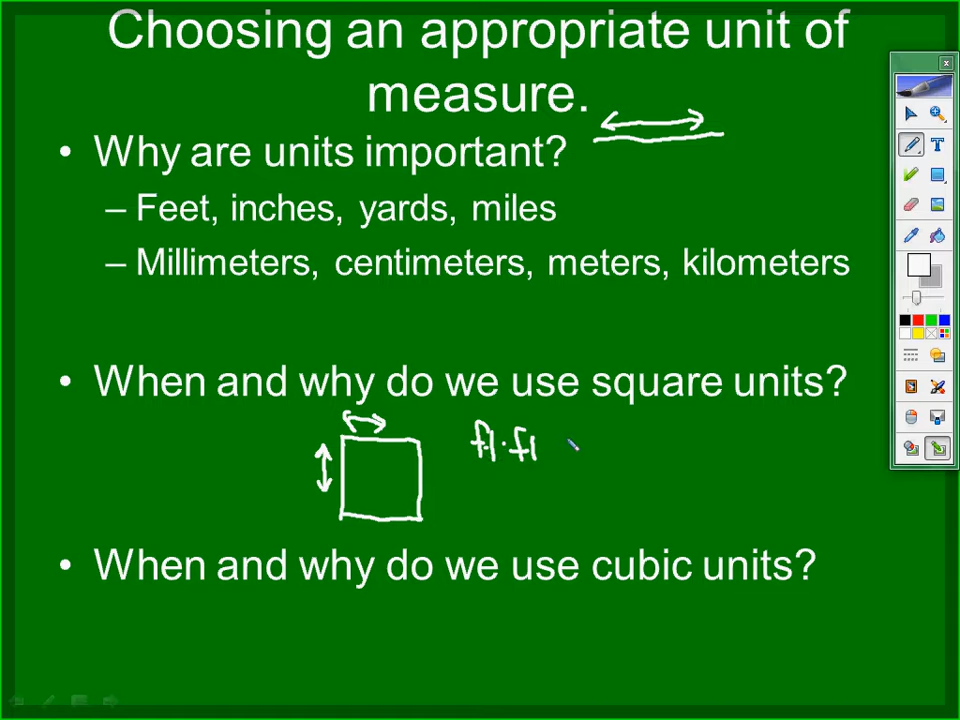 Choosing an appropriate unit of
measure.
• Why are units important?
– Feet, inches, yards, miles
– Millimeters, centimeters, meters, kilometers
• When and why do we use square units?
ft · ft
• When and why do we use cubic units?